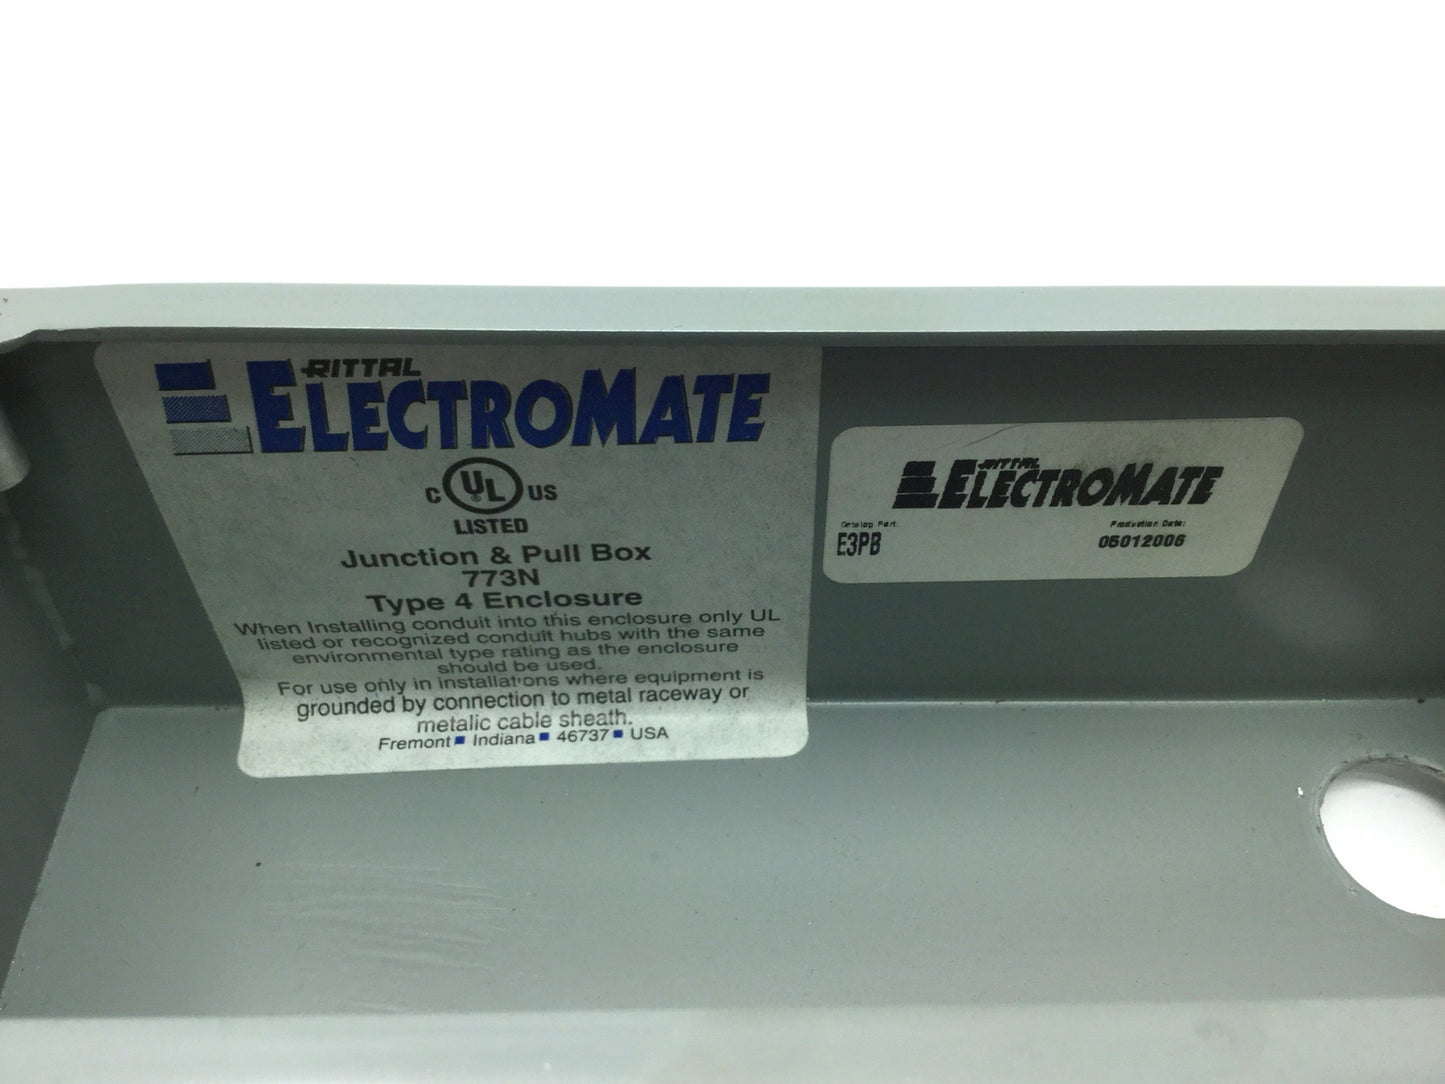 RITTAL
ELECTROMATE
C UL US
®
LISTED
Junction & Pull Box
773N
Type 4 Enclosure
When Installing conduit into this enclosure only UL
listed or recognized conduit hubs with the same
environmental type rating as the enclosure
should be used.
For use only in installations where equipment is
grounded by connection to metal raceway or
metalic cable sheath.
Fremont ■ Indiana ■ 46737 ■ USA
RITTAL
ELECTROMATE
Catalog Part: Production Date:
E3PB 05012006